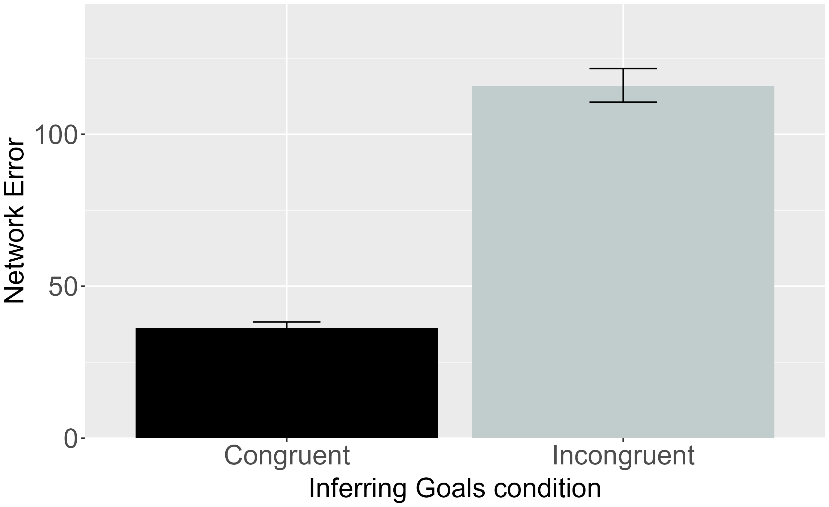 Network Error
100
50
0
Congruent
Incongruent
Inferring Goals condition